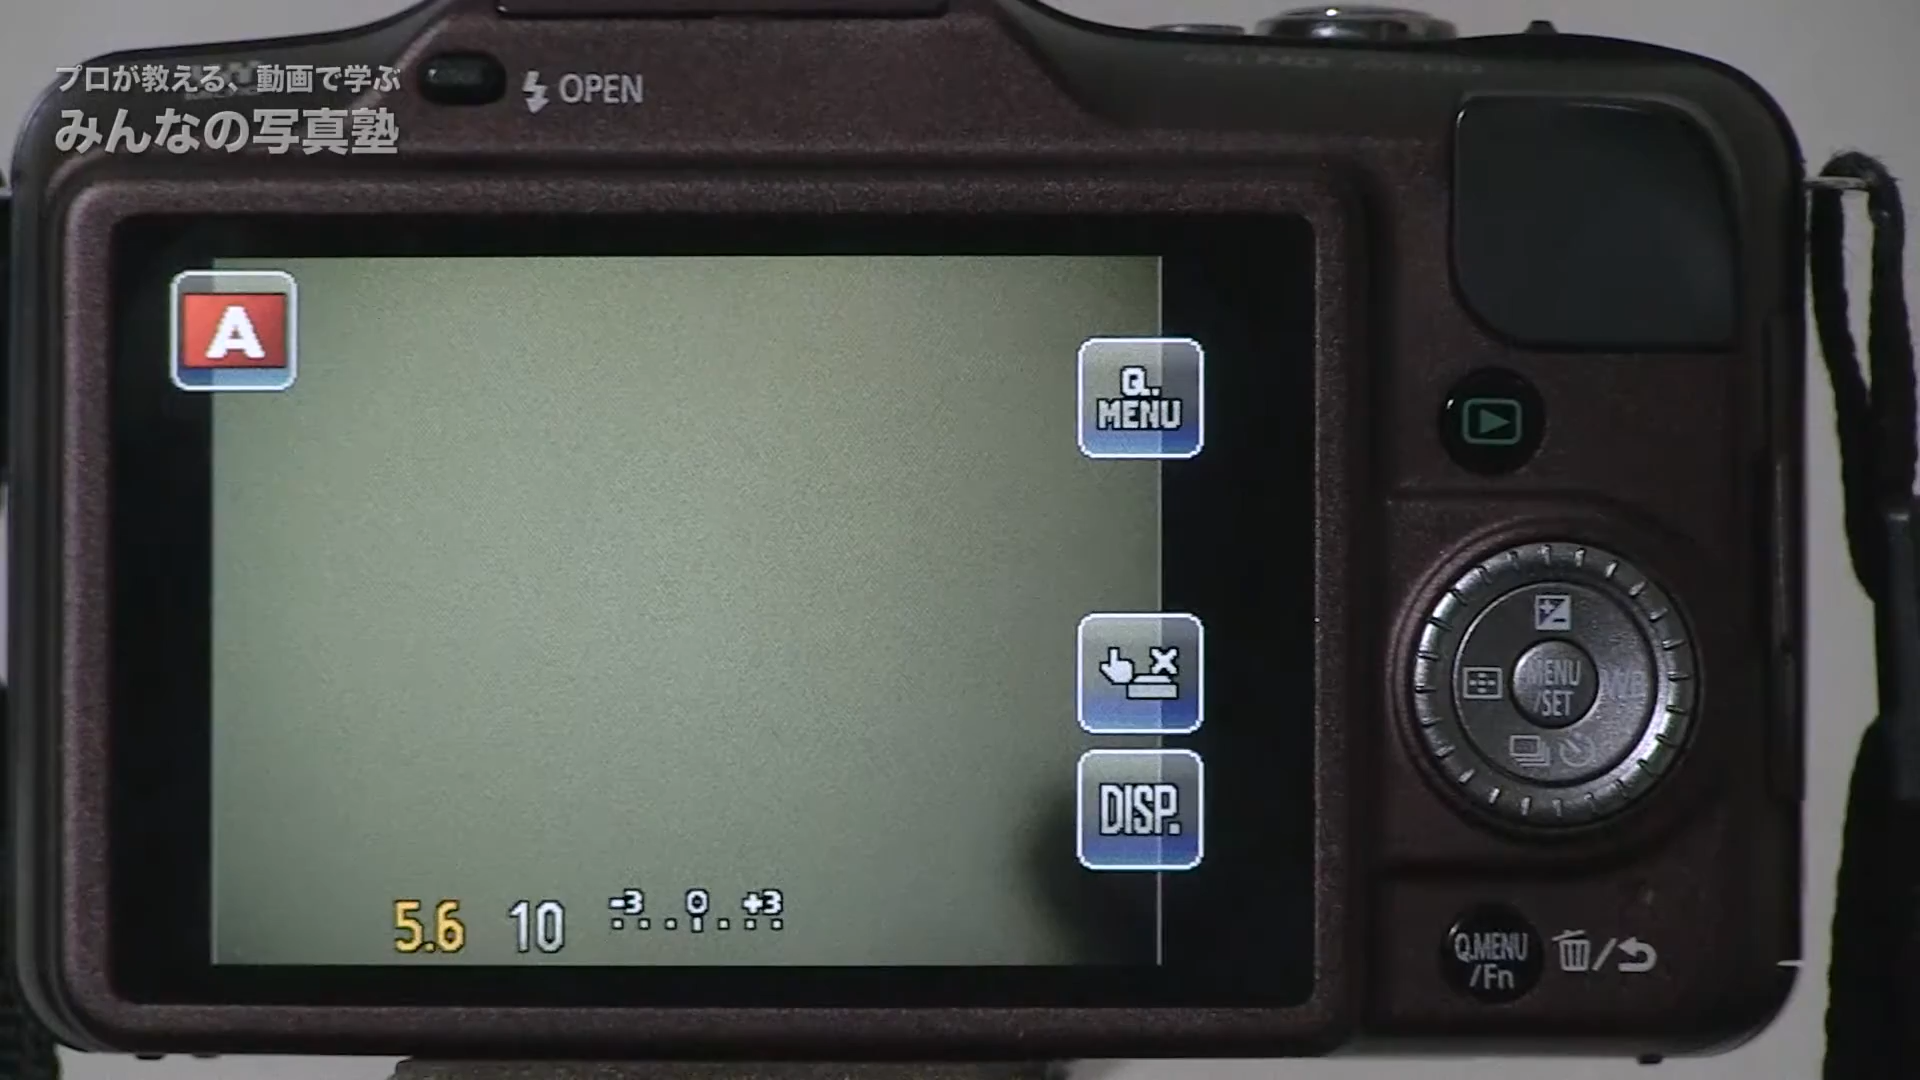 プロが教える、動画で学ぶ
みんなの写真塾
OPEN
A
Q.
MENU
DISP.
5.6 10 -3 0 +3
MENU
/SET
WB
Q.MENU
/Fn